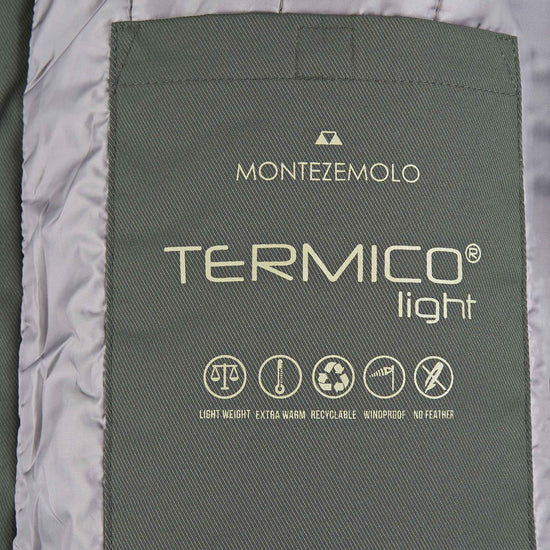 MONTEZEMOLO
TERMICO®
light
LIGHT WEIGHT EXTRA WARM RECYCLABLE WINDPROOF NO FEATHER